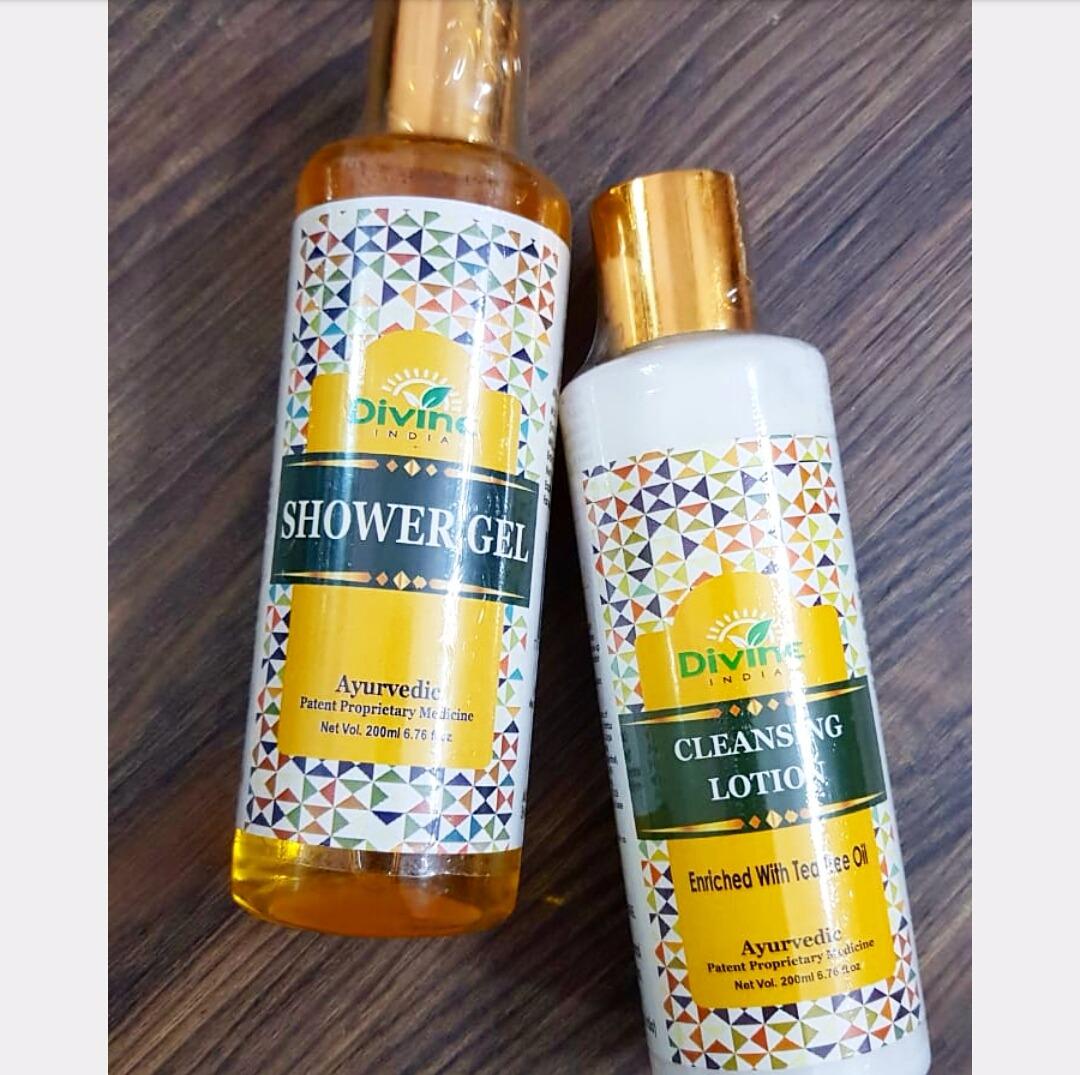 Divine
INDIA
SHOWER GEL
Ayurvedic
Patent Proprietary Medicine
Net Vol. 200ml 6.76 fl oz
Divine
INDIA
CLEANSING
LOTION
Enriched With Tea Tree Oil
Ayurvedic
Patent Proprietary Medicine
Net Vol. 200ml 6.76 fl oz